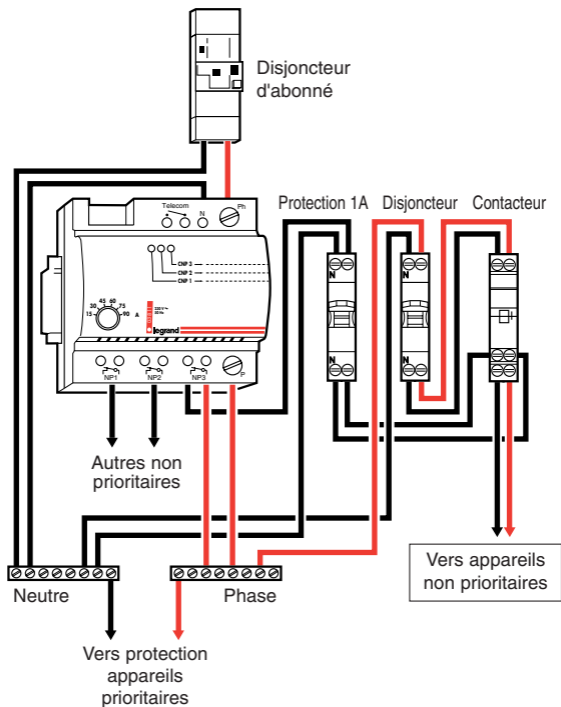 Disjoncteur
d'abonné
Telecom
N
Ph
Protection 1A
Disjoncteur
Contacteur
CNP 3
CNP 2
CNP 1
15
30
45
60
75
90
A
legrand
NP1
NP2
NP3
P
N
N
N
N
Autres non
prioritaires
Neutre
Phase
Vers appareils
non prioritaires
Vers protection
appareils
prioritaires